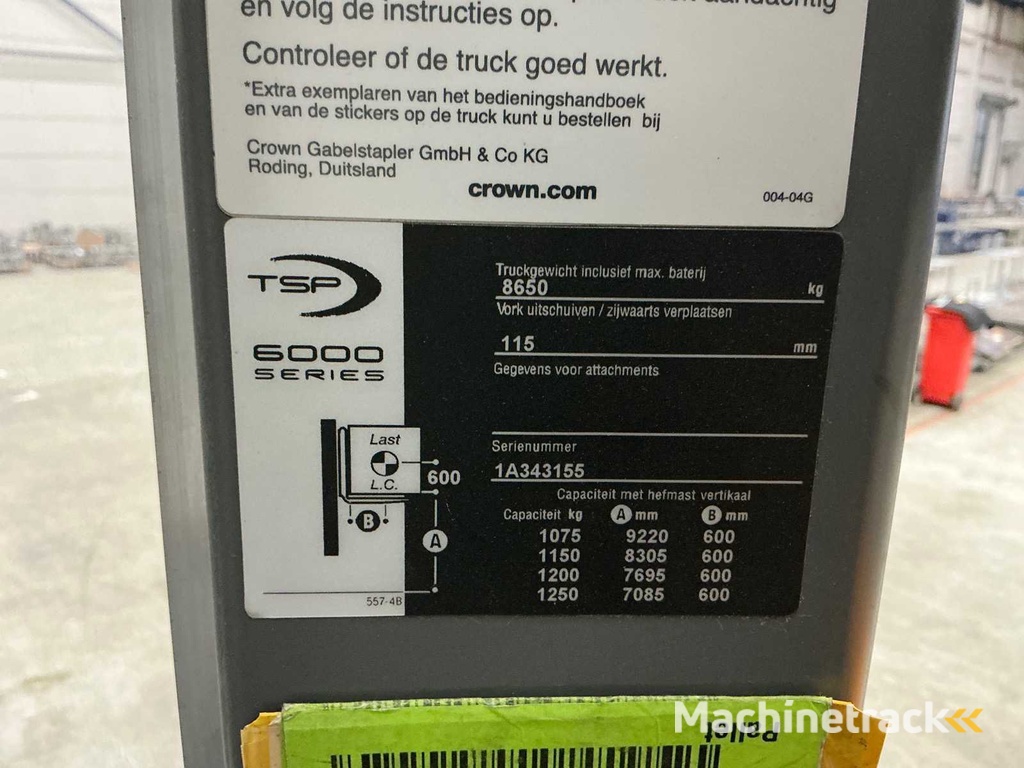 en volg de instructies op.
Controleer of de truck goed werkt.
*Extra exemplaren van het bedieningshandboek
en van de stickers op de truck kunt u bestellen bij
Crown Gabelstapler GmbH & Co KG
Roding, Duitsland
crown.com
004-04G
TSP
6000
SERIES
Truckgewicht inclusief max. baterij
8650 kg
Vork uitschuiven / zijwaarts verplaatsen
115 mm
Gegevens voor attachments
Serienummer
1A343155
Last
L.C.
600
B
A
557-4B
Capaciteit met hefmast vertikaal
Capaciteit kg A mm B mm
1075 9220 600
1150 8305 600
1200 7695 600
1250 7085 600
Machinetrack
Pallet